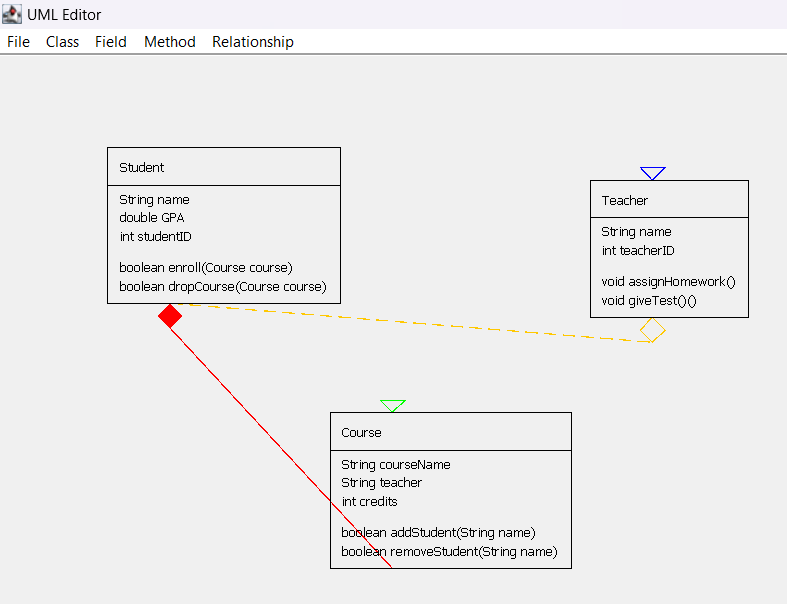 UML Editor
File Class Field Method Relationship
Student
String name
double GPA
int studentID
boolean enroll(Course course)
boolean dropCourse(Course course)
Teacher
String name
int teacherID
void assignHomework()
void giveTest()()
Course
String courseName
String teacher
int credits
boolean addStudent(String name)
boolean removeStudent(String name)